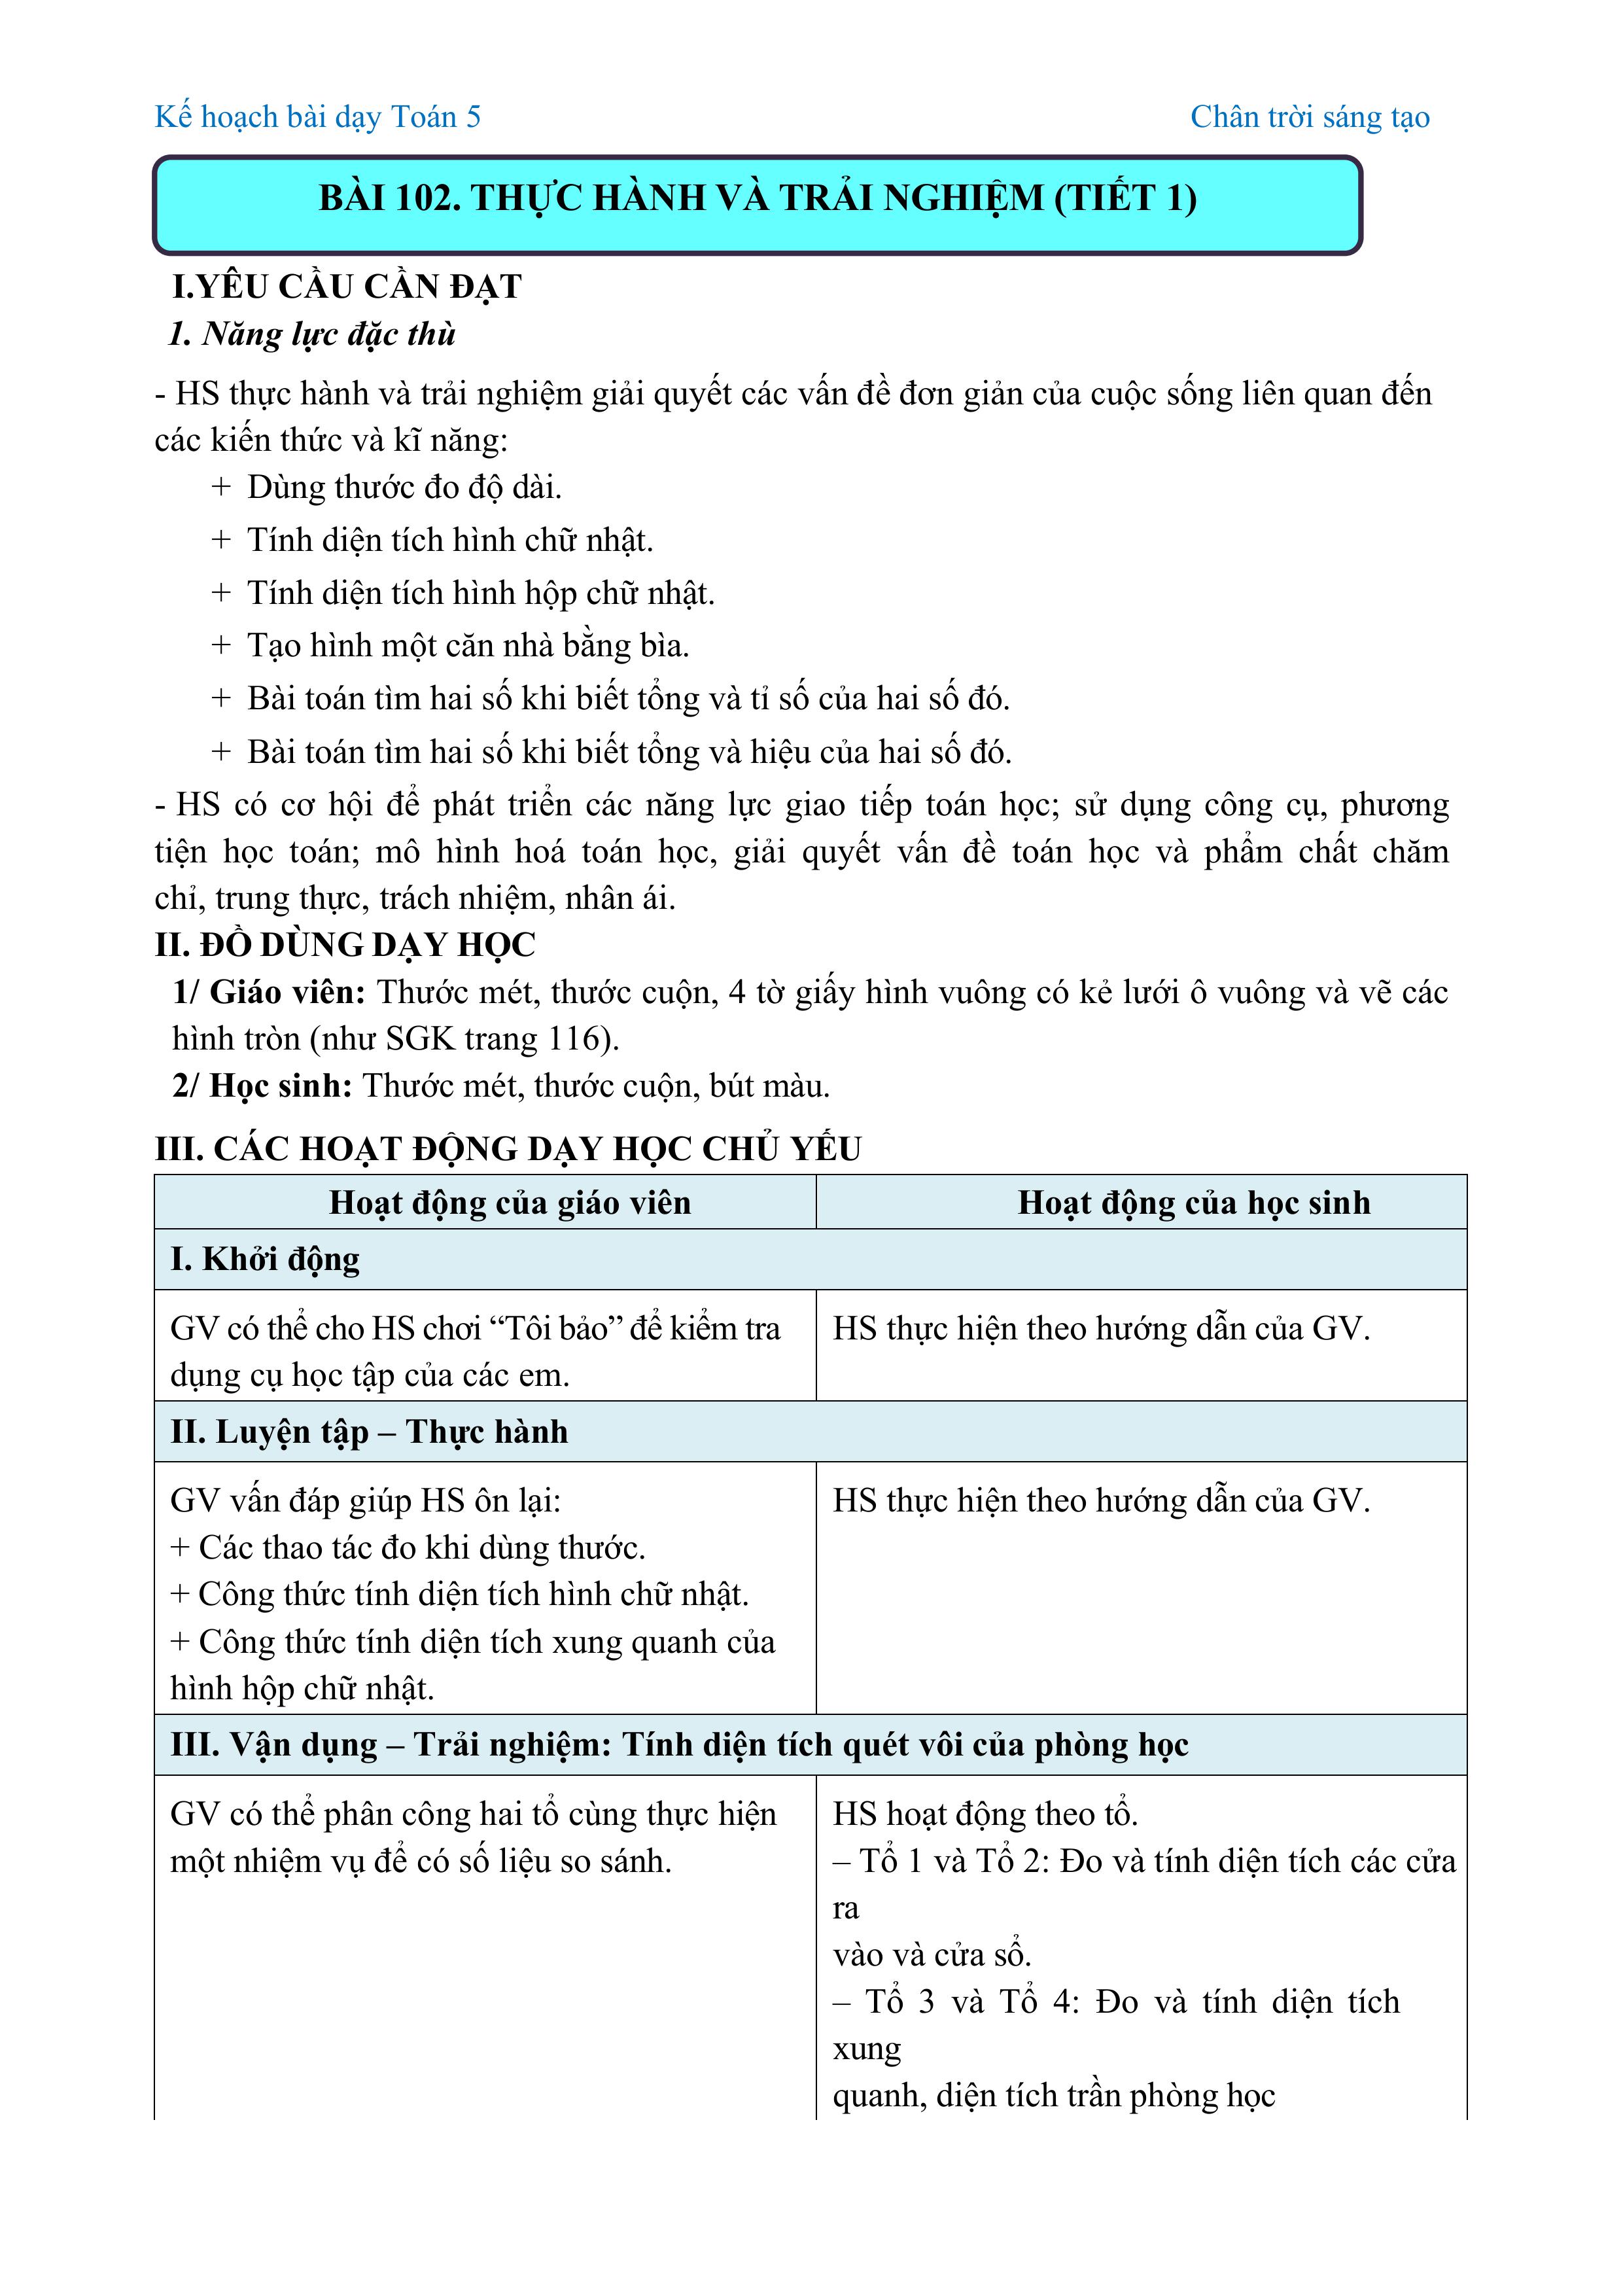 Kế hoạch bài dạy Toán 5 Chân trời sáng tạo
BÀI 102. THỰC HÀNH VÀ TRẢI NGHIỆM (TIẾT 1)
I.YÊU CẦU CẦN ĐẠT
1. Năng lực đặc thù
- HS thực hành và trải nghiệm giải quyết các vấn đề đơn giản của cuộc sống liên quan đến
các kiến thức và kĩ năng:
+ Dùng thước đo độ dài.
+ Tính diện tích hình chữ nhật.
+ Tính diện tích hình hộp chữ nhật.
+ Tạo hình một căn nhà bằng bìa.
+ Bài toán tìm hai số khi biết tổng và tỉ số của hai số đó.
+ Bài toán tìm hai số khi biết tổng và hiệu của hai số đó.
- HS có cơ hội để phát triển các năng lực giao tiếp toán học; sử dụng công cụ, phương
tiện học toán; mô hình hoá toán học, giải quyết vấn đề toán học và phẩm chất chăm
chỉ, trung thực, trách nhiệm, nhân ái.
II. ĐỒ DÙNG DẠY HỌC
1/ Giáo viên: Thước mét, thước cuộn, 4 tờ giấy hình vuông có kẻ lưới ô vuông và vẽ các
hình tròn (như SGK trang 116).
2/ Học sinh: Thước mét, thước cuộn, bút màu.
III. CÁC HOẠT ĐỘNG DẠY HỌC CHỦ YẾU
Hoạt động của giáo viên Hoạt động của học sinh
I. Khởi động
GV có thể cho HS chơi “Tôi bảo” để kiểm tra
dụng cụ học tập của các em.
HS thực hiện theo hướng dẫn của GV.
II. Luyện tập – Thực hành
GV vấn đáp giúp HS ôn lại:
+ Các thao tác đo khi dùng thước.
+ Công thức tính diện tích hình chữ nhật.
+ Công thức tính diện tích xung quanh của
hình hộp chữ nhật.
HS thực hiện theo hướng dẫn của GV.
III. Vận dụng – Trải nghiệm: Tính diện tích quét vôi của phòng học
GV có thể phân công hai tổ cùng thực hiện
một nhiệm vụ để có số liệu so sánh.
HS hoạt động theo tổ.
– Tổ 1 và Tổ 2: Đo và tính diện tích các cửa
ra
vào và cửa sổ.
– Tổ 3 và Tổ 4: Đo và tính diện tích
xung
quanh, diện tích trần phòng học